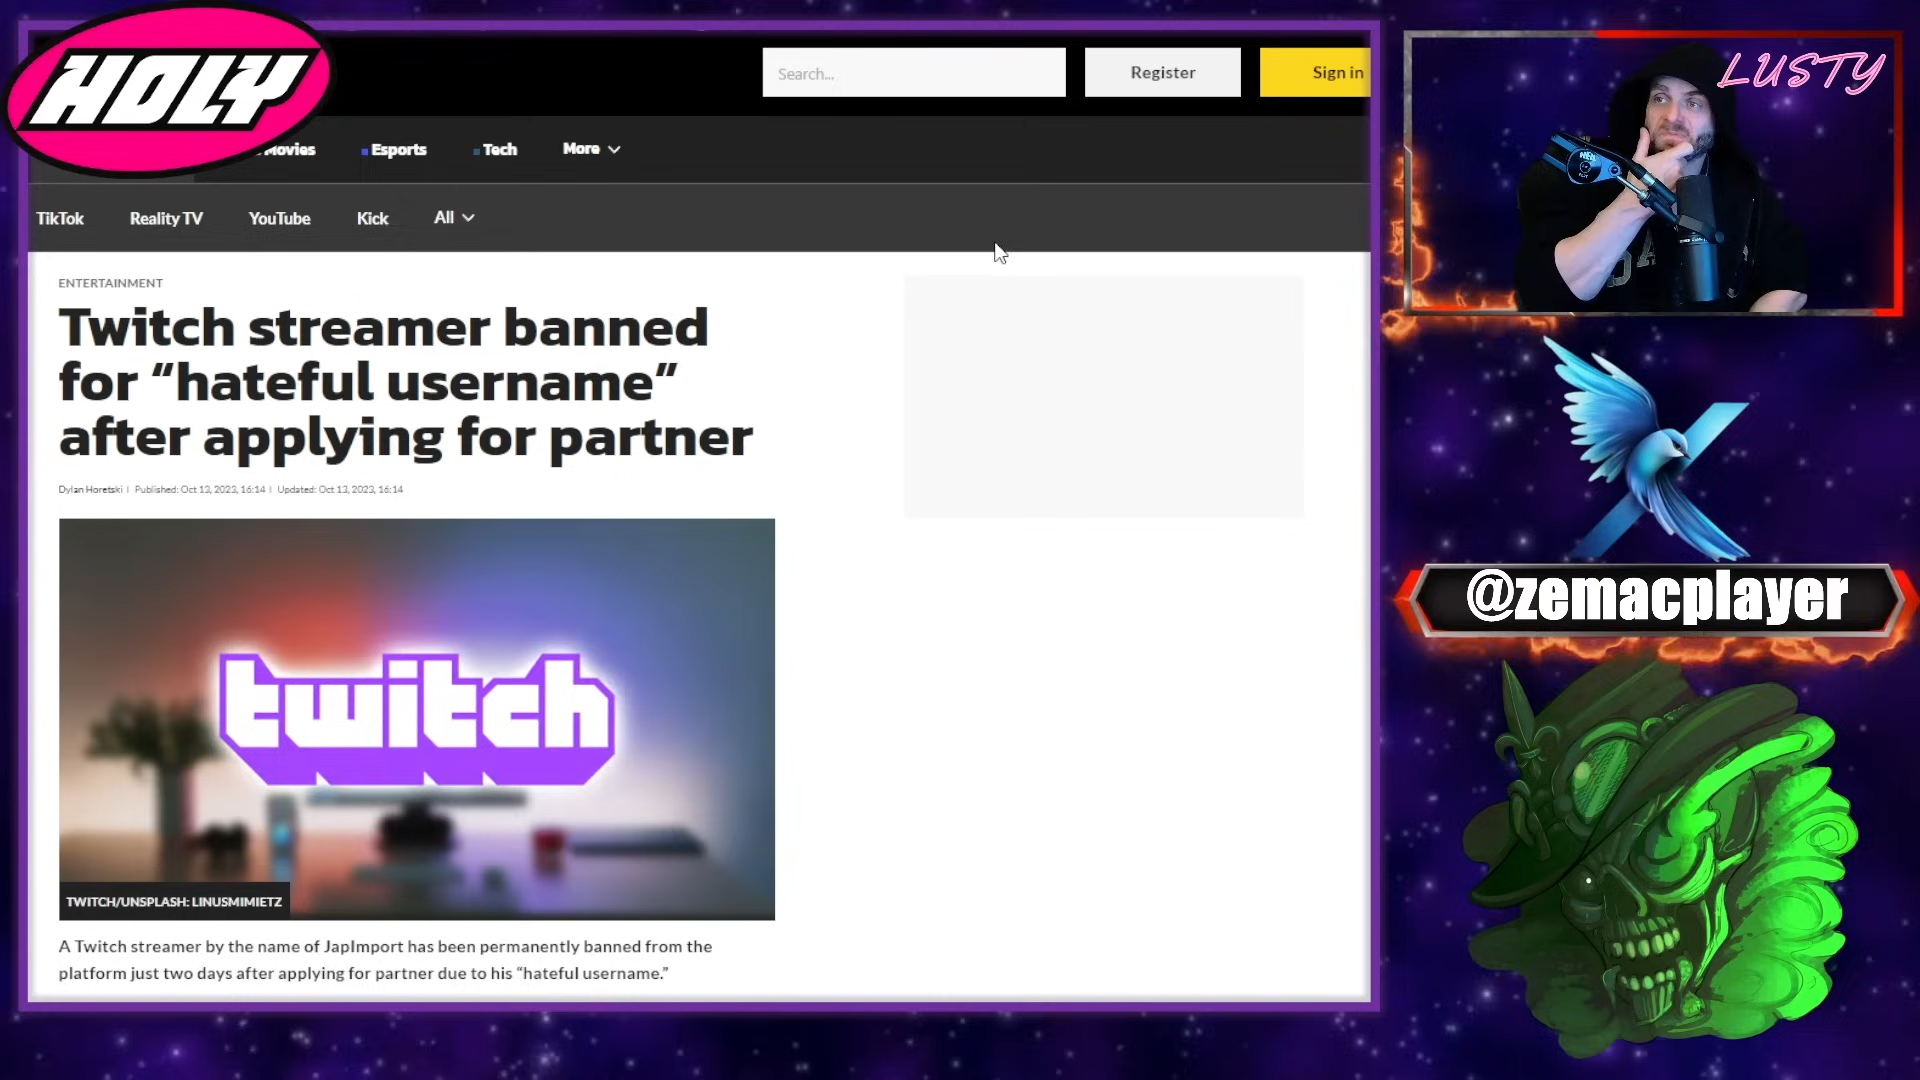 HOLY
Search...
Register
Sign in
Movies
Esports
Tech
More
TikTok
Reality TV
YouTube
Kick
All
ENTERTAINMENT
Twitch streamer banned
for “hateful username”
after applying for partner
Dylan Horetski | Published: Oct 13, 2023, 16:14 | Updated: Oct 13, 2023, 16:14
twitch
TWITCH/UNSPLASH: LINUSMIMIETZ
A Twitch streamer by the name of JapImport has been permanently banned from the
platform just two days after applying for partner due to his “hateful username.”
LUSTY
@zemacplayer